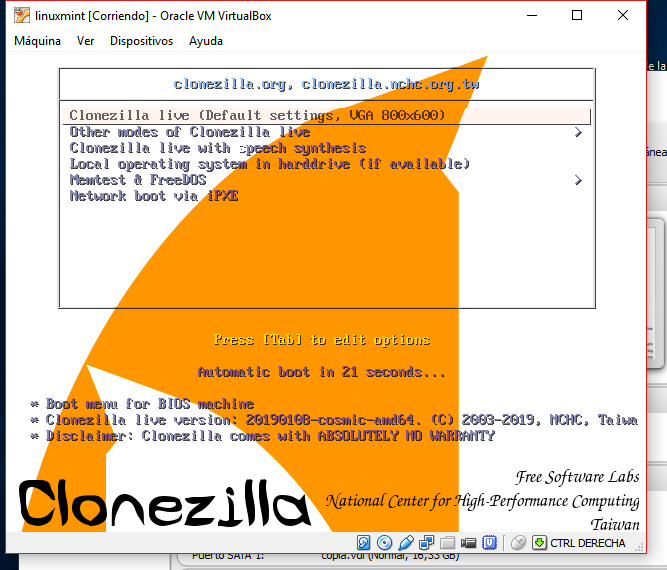 linuxmint [Corriendo] - Oracle VM VirtualBox
Máquina Ver Dispositivos Ayuda
clonezilla.org, clonezilla.nchc.org.tw
Clonezilla live (Default settings, VGA 800x600)
Other modes of Clonezilla live >
Clonezilla live with speech synthesis
Local operating system in harddrive (if available)
Memtest & FreeDOS >
Network boot via iPXE
Press [Tab] to edit options
Automatic boot in 21 seconds...
* Boot menu for BIOS machine
* Clonezilla live version: 20190108-cosmic-amd64. (C) 2003-2019, NCHC, Taiwa
* Disclaimer: Clonezilla comes with ABSOLUTELY NO WARRANTY
Clonezilla
Free Software Labs
National Center for High-Performance Computing
Taiwan
CTRL DERECHA
Puerto SATA 1: copia.vdi (Normal, 16,33 GB)
e la
ánea